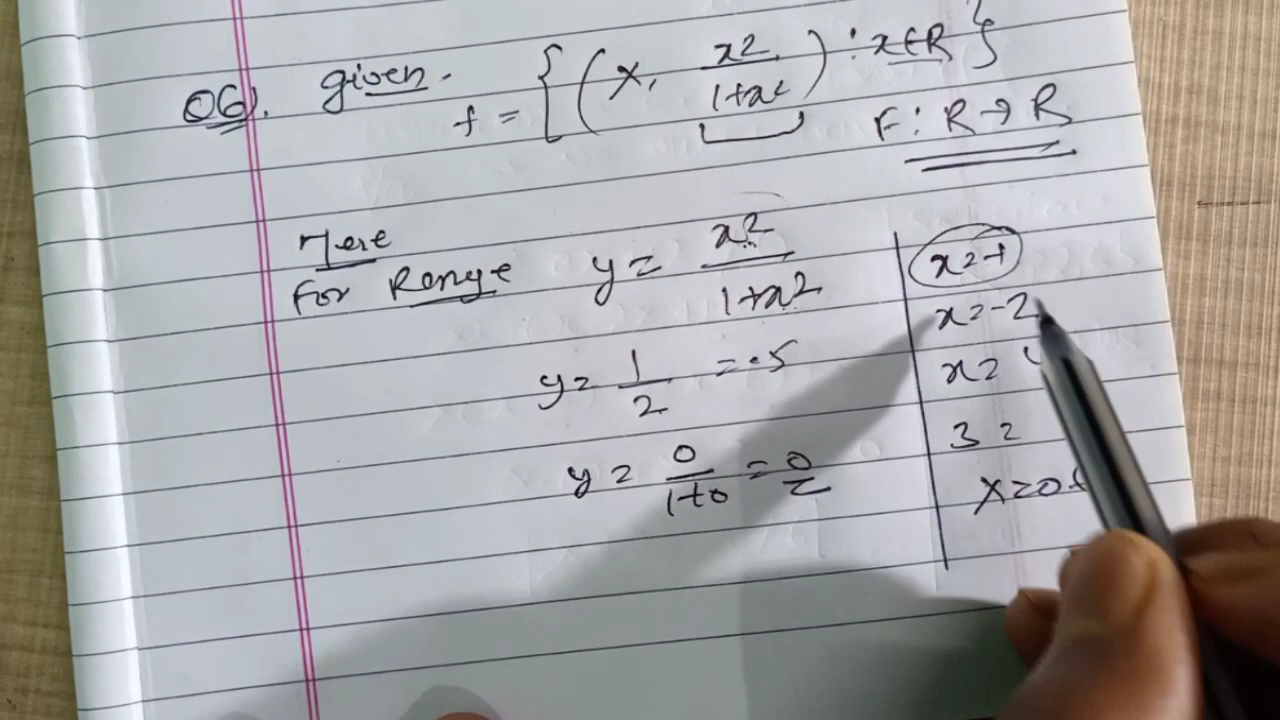 Q6). given. f = { ( x, x2/1+x2 ) : x∈R }
F : R → R
Here
For Range y = x2/1+x2
y = 1/2 = .5
y = 0/1+0 = 0
x = -1
x = -2
x =
3 =
x = 0